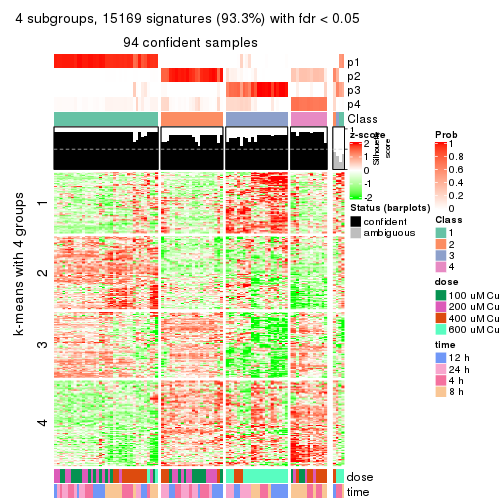 4 subgroups, 15169 signatures (93.3%) with fdr < 0.05
94 confident samples
p1
p2
p3
p4
Class
1
Silhouette
score
k-means with 4 groups
1
2
3
4
dose
time
z-score
2
1
0
-1
-2
Status (barplots)
confident
ambiguous
Prob
1
0.8
0.6
0.4
0.2
0
Class
1
2
3
4
dose
100 uM Cu
200 uM Cu
400 uM Cu
600 uM Cu
time
12 h
24 h
4 h
8 h